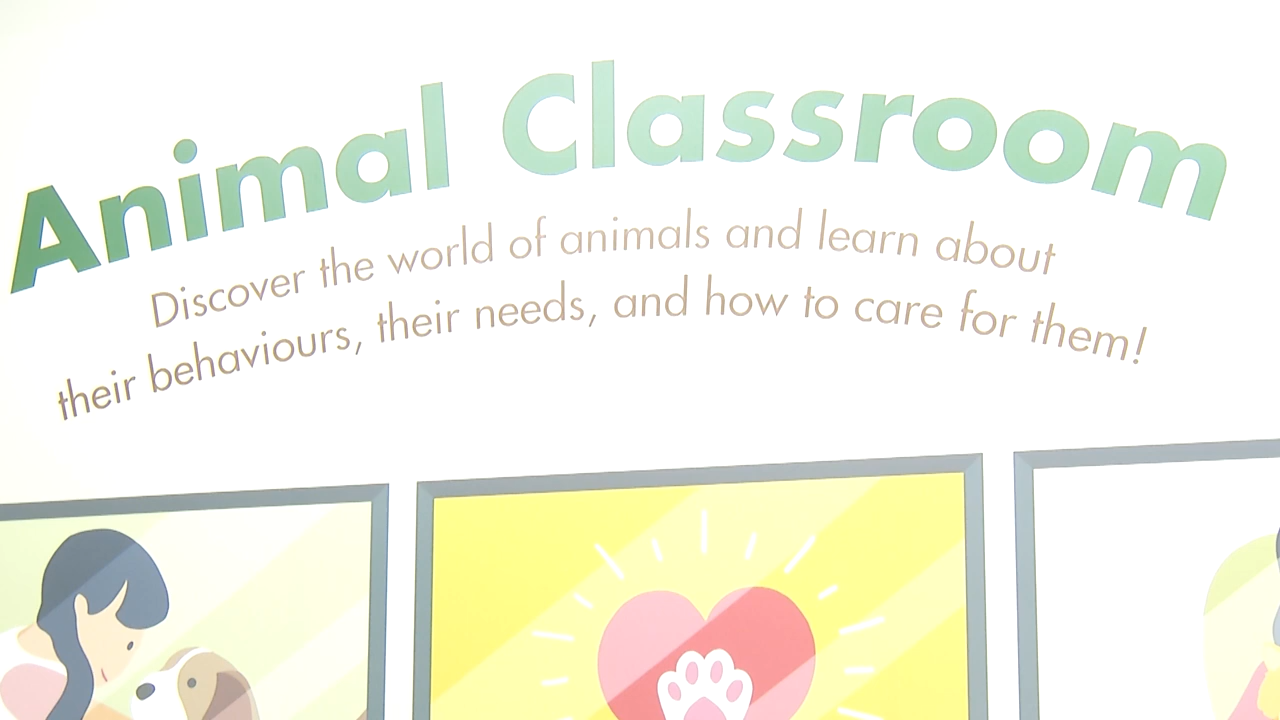 Animal Classroom
Discover the world of animals and learn about
their behaviours, their needs, and how to care for them!